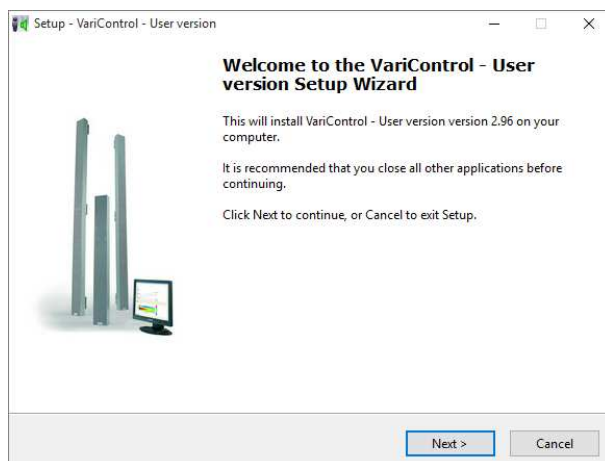 Setup - VariControl - User version
Welcome to the VariControl - User
version Setup Wizard
This will install VariControl - User version version 2.96 on your
computer.
It is recommended that you close all other applications before
continuing.
Click Next to continue, or Cancel to exit Setup.
Next >
Cancel